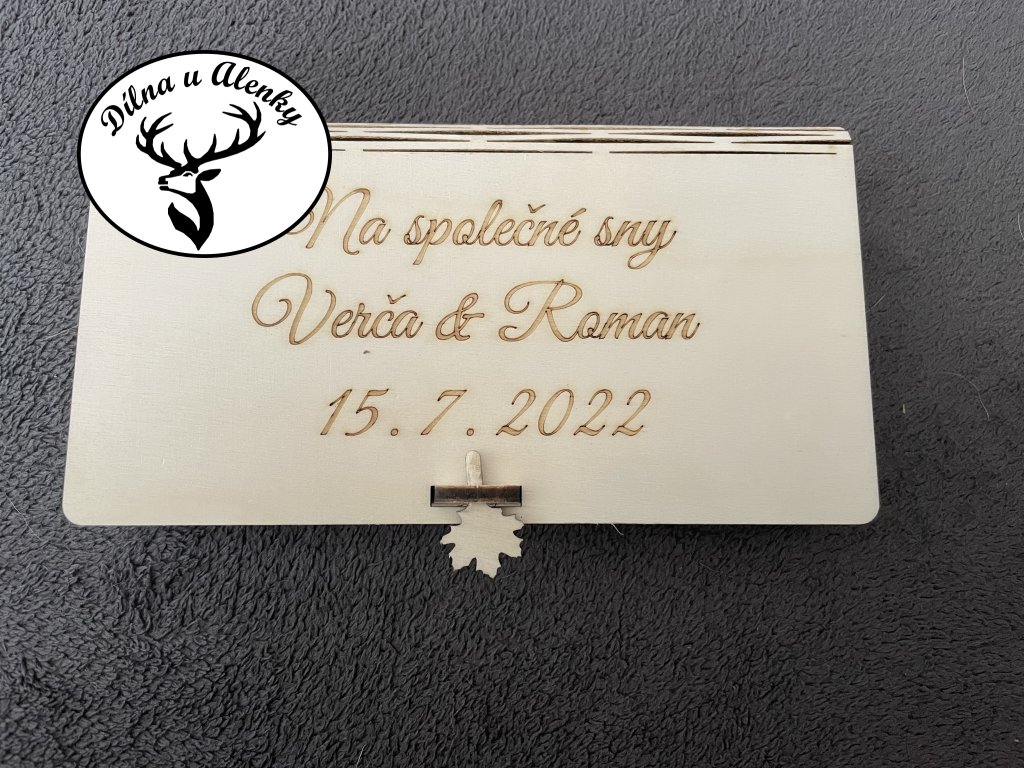 Dílna u Alenky
Na společné sny
Verča & Roman
15.7.2022